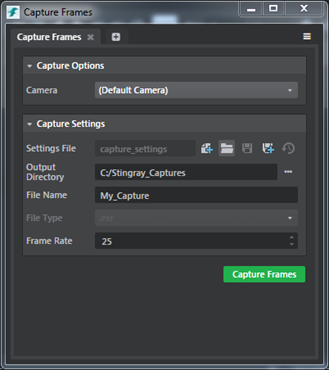 Capture Frames
Capture Frames
Capture Options
Camera (Default Camera)
Capture Settings
Settings File capture_settings
Output Directory C:/Stingray_Captures
File Name My_Capture
File Type .exr
Frame Rate 25
Capture Frames